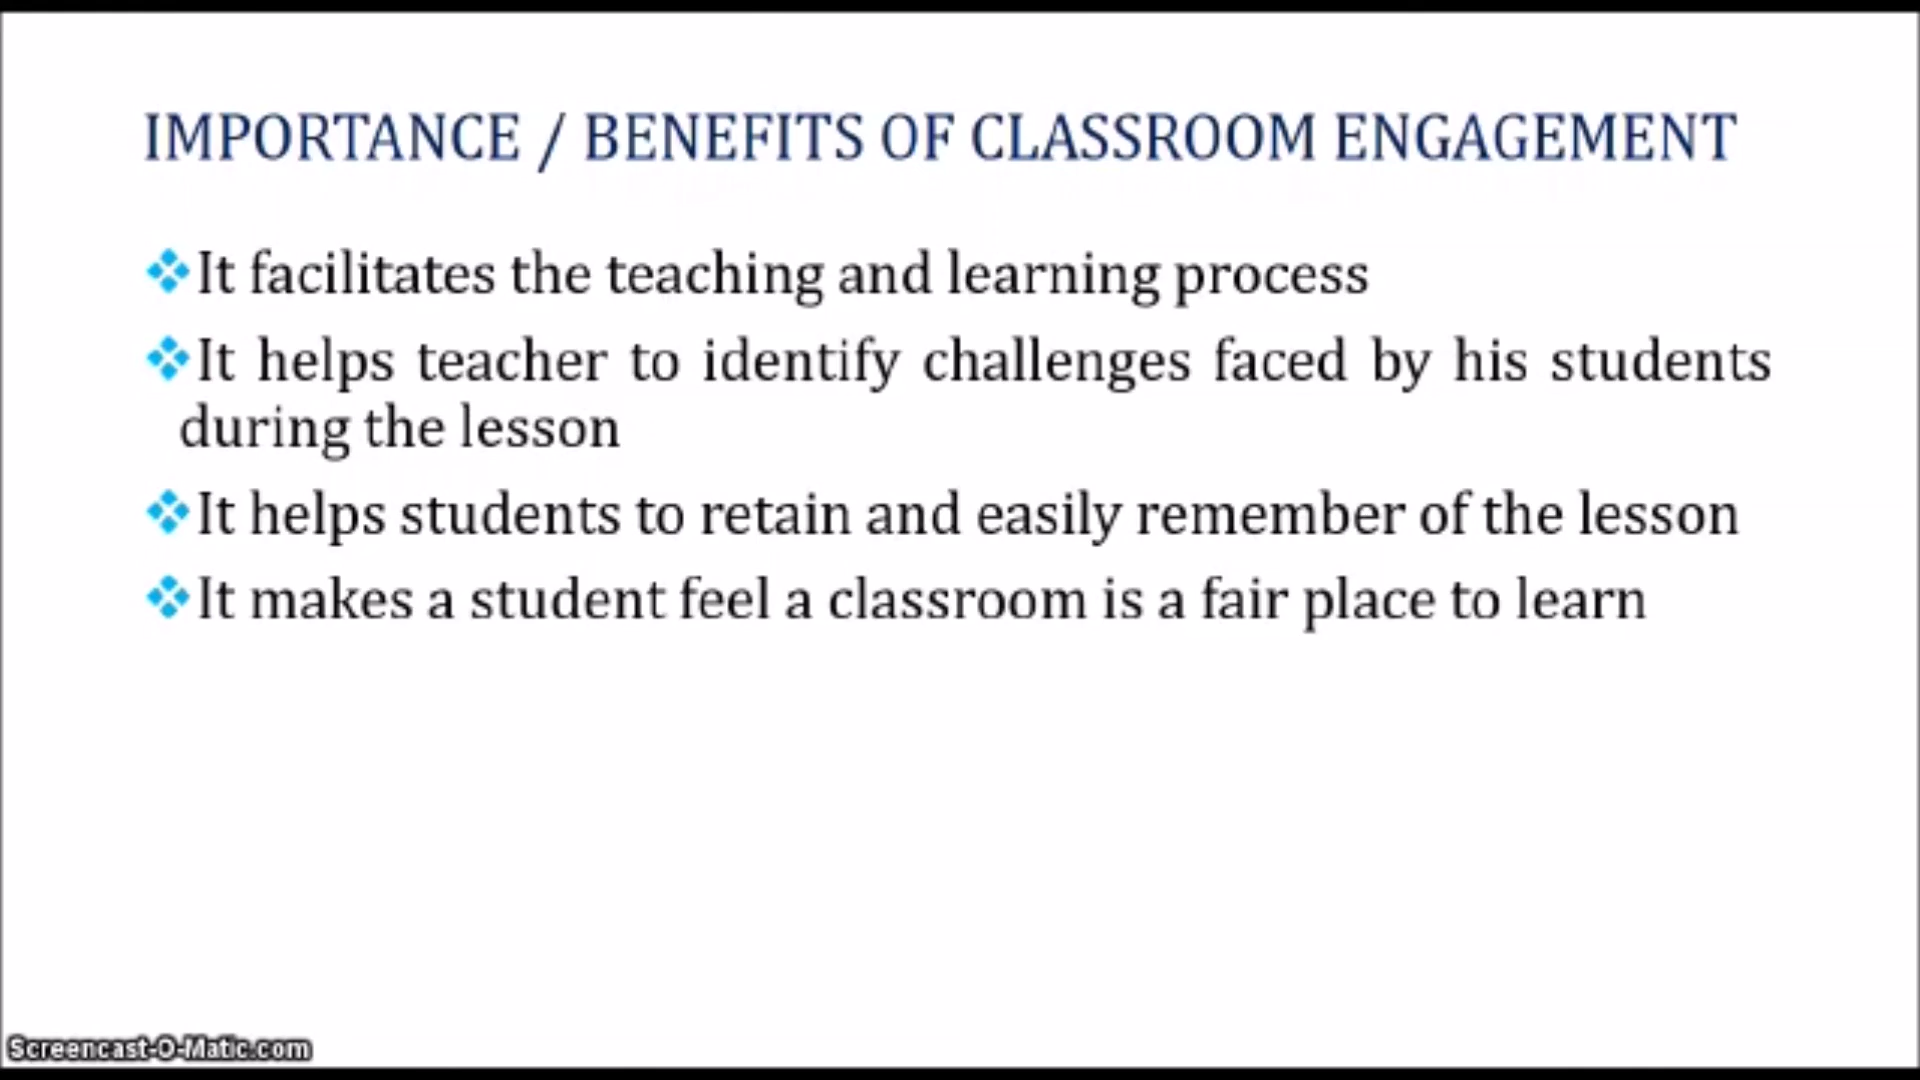 IMPORTANCE / BENEFITS OF CLASSROOM ENGAGEMENT
It facilitates the teaching and learning process
It helps teacher to identify challenges faced by his students
during the lesson
It helps students to retain and easily remember of the lesson
It makes a student feel a classroom is a fair place to learn
Screencast-O-Matic.com